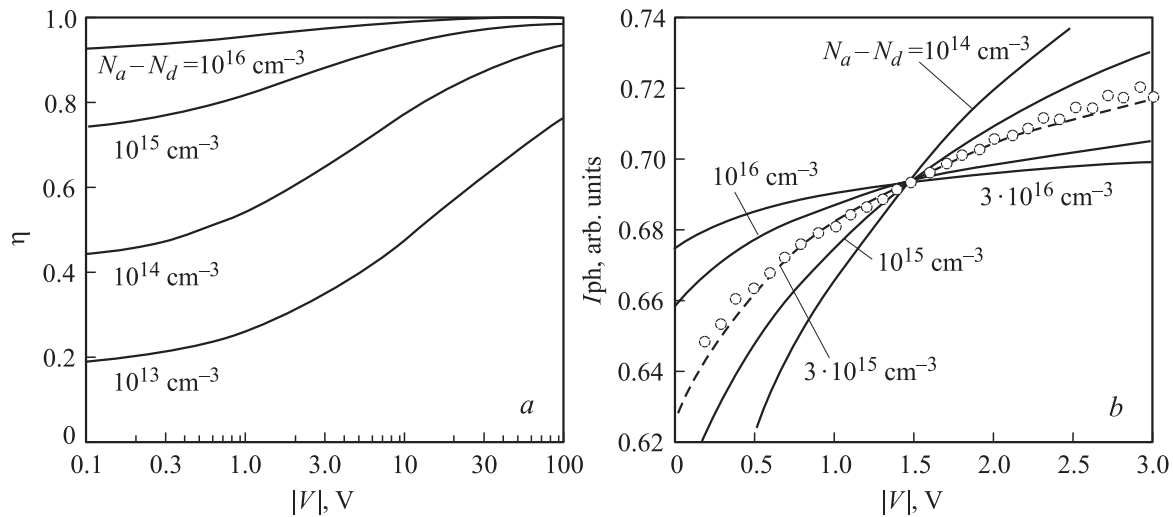 1.0
0.8
0.6
0.4
0.2
0
η
N_a – N_d = 10^16 cm^–3
10^15 cm^–3
10^14 cm^–3
10^13 cm^–3
a
0.1 0.3 1.0 3.0 10 30 100
|V|, V
0.74
0.72
0.70
0.68
0.66
0.64
0.62
Iph, arb. units
N_a – N_d = 10^14 cm^–3
10^16 cm^–3
3 · 10^16 cm^–3
10^15 cm^–3
3 · 10^15 cm^–3
b
0 0.5 1.0 1.5 2.0 2.5 3.0
|V|, V